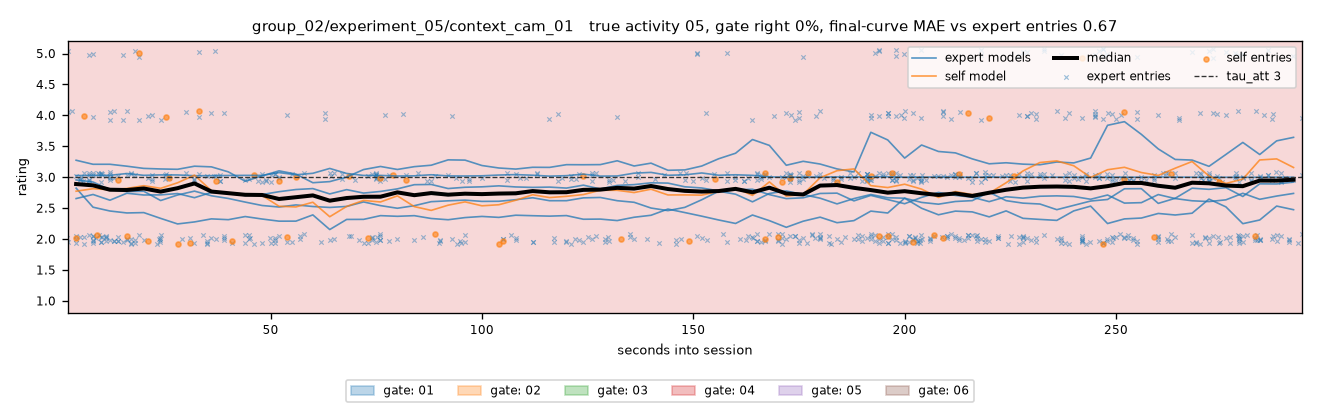 group_02/experiment_05/context_cam_01   true activity 05, gate right 0%, final-curve MAE vs expert entries 0.67
expert models
self model
median
expert entries
self entries
tau_att 3
rating
5.0
4.5
4.0
3.5
3.0
2.5
2.0
1.5
1.0
50
100
150
200
250
seconds into session
gate: 01
gate: 02
gate: 03
gate: 04
gate: 05
gate: 06